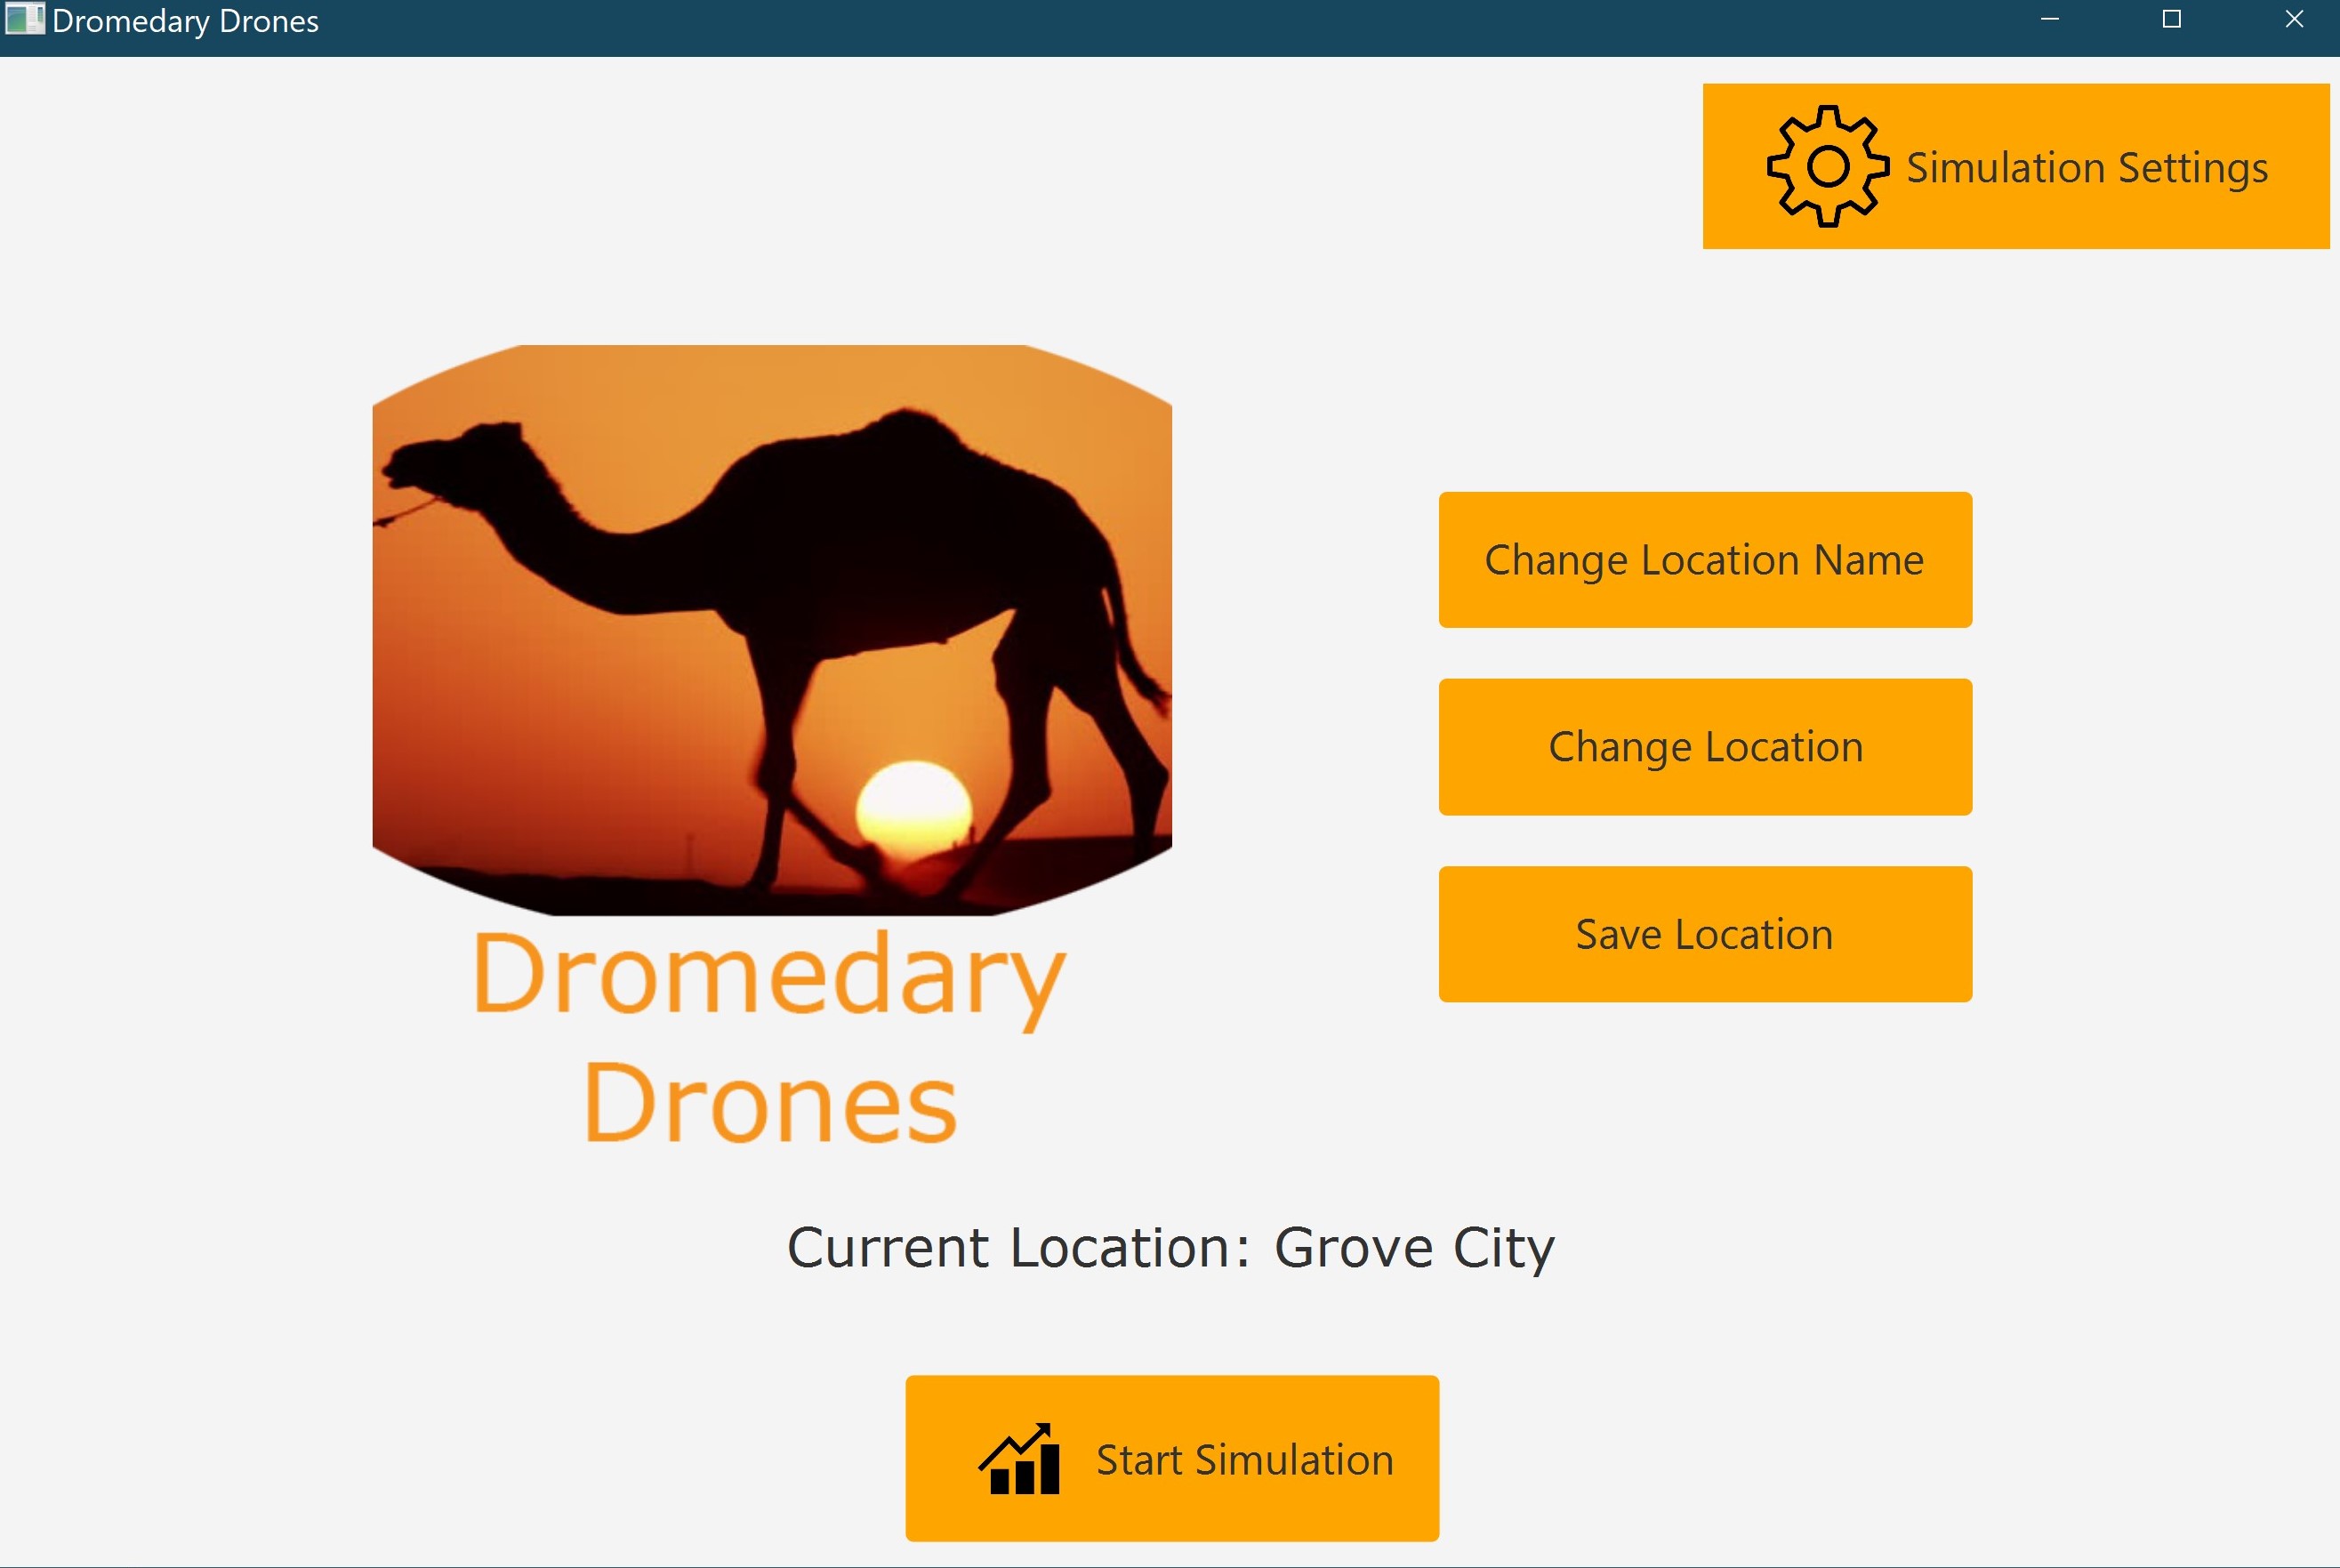 Dromedary Drones
Simulation Settings
Change Location Name
Change Location
Save Location
Dromedary
Drones
Current Location: Grove City
Start Simulation